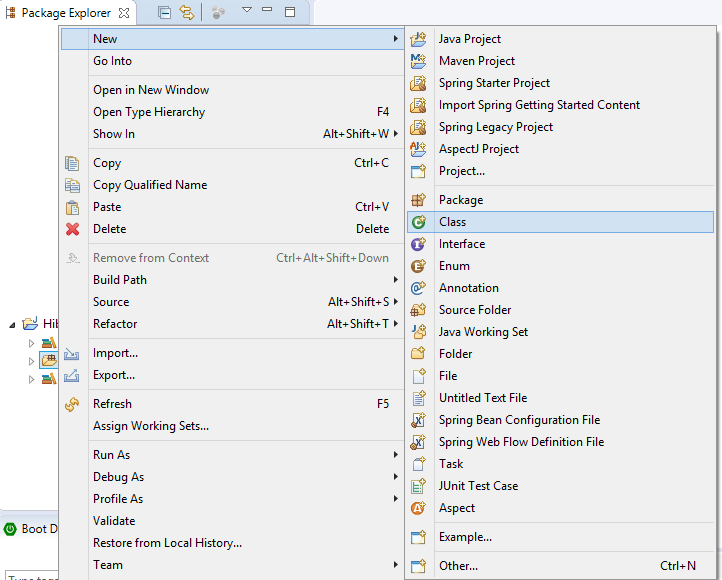 Package Explorer
New
Go Into
Open in New Window
Open Type Hierarchy F4
Show In Alt+Shift+W
Copy Ctrl+C
Copy Qualified Name
Paste Ctrl+V
Delete Delete
Remove from Context Ctrl+Alt+Shift+Down
Build Path
Source Alt+Shift+S
Refactor Alt+Shift+T
Import...
Export...
Refresh F5
Assign Working Sets...
Run As
Debug As
Profile As
Validate
Restore from Local History...
Team
Java Project
Maven Project
Spring Starter Project
Import Spring Getting Started Content
Spring Legacy Project
AspectJ Project
Project...
Package
Class
Interface
Enum
Annotation
Source Folder
Java Working Set
Folder
File
Untitled Text File
Spring Bean Configuration File
Spring Web Flow Definition File
Task
JUnit Test Case
Aspect
Example...
Other... Ctrl+N
Hib
Boot D